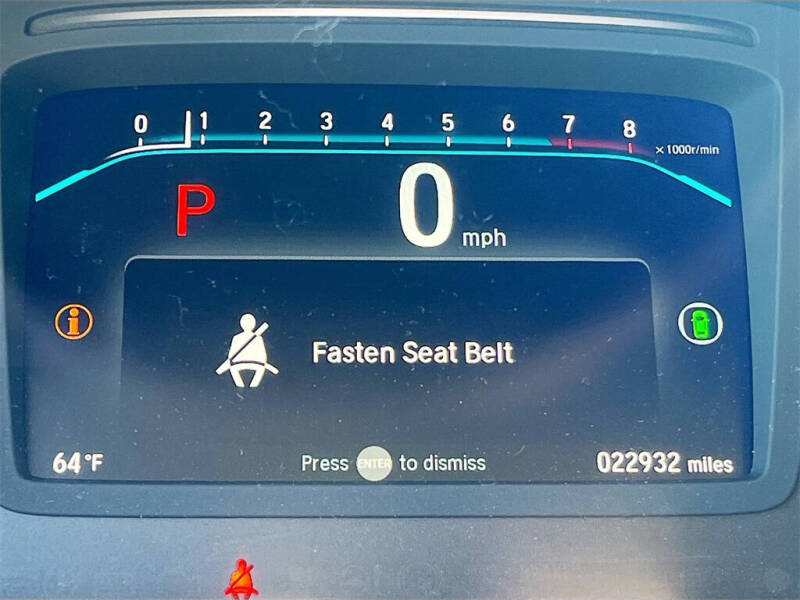 0 1 2 3 4 5 6 7 8 x1000r/min
P 0 mph
i
Fasten Seat Belt
64°F Press ENTER to dismiss 022932 miles